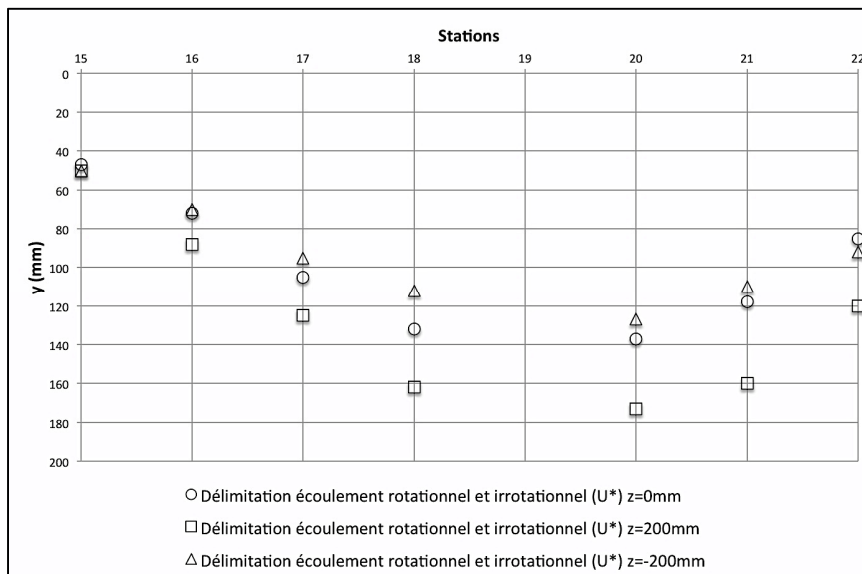 Stations
15 16 17 18 19 20 21 22
0
20
40
60
80
100
120
140
160
180
200
y (mm)
Délimitation écoulement rotationnel et irrotationnel (U*) z=0mm
Délimitation écoulement rotationnel et irrotationnel (U*) z=200mm
Délimitation écoulement rotationnel et irrotationnel (U*) z=-200mm